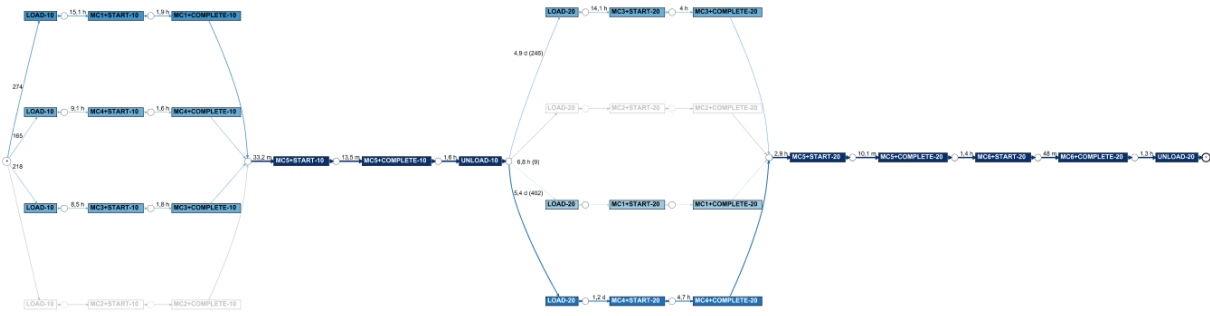 LOAD-10 15,1 h MC1+START-10 1,9 h MC1+COMPLETE-10
274
LOAD-10 9,1 h MC4+START-10 1,6 h MC4+COMPLETE-10
165
218
LOAD-10 8,5 h MC3+START-10 1,8 h MC3+COMPLETE-10
LOAD-10 MC2+START-10 MC2+COMPLETE-10
33,2 m MC5+START-10 13,5 m MC5+COMPLETE-10 1,6 h UNLOAD-10
LOAD-20 14,1 h MC3+START-20 4 h MC3+COMPLETE-20
4,9 d (246)
LOAD-20 MC2+START-20 MC2+COMPLETE-20
6,8 h (9)
5,4 d (402)
LOAD-20 MC1+START-20 MC1+COMPLETE-20
LOAD-20 1,2 d MC4+START-20 4,7 h MC4+COMPLETE-20
2,9 h MC5+START-20 10,1 m MC5+COMPLETE-20 1,4 h MC6+START-20 48 m MC6+COMPLETE-20 1,3 h UNLOAD-20